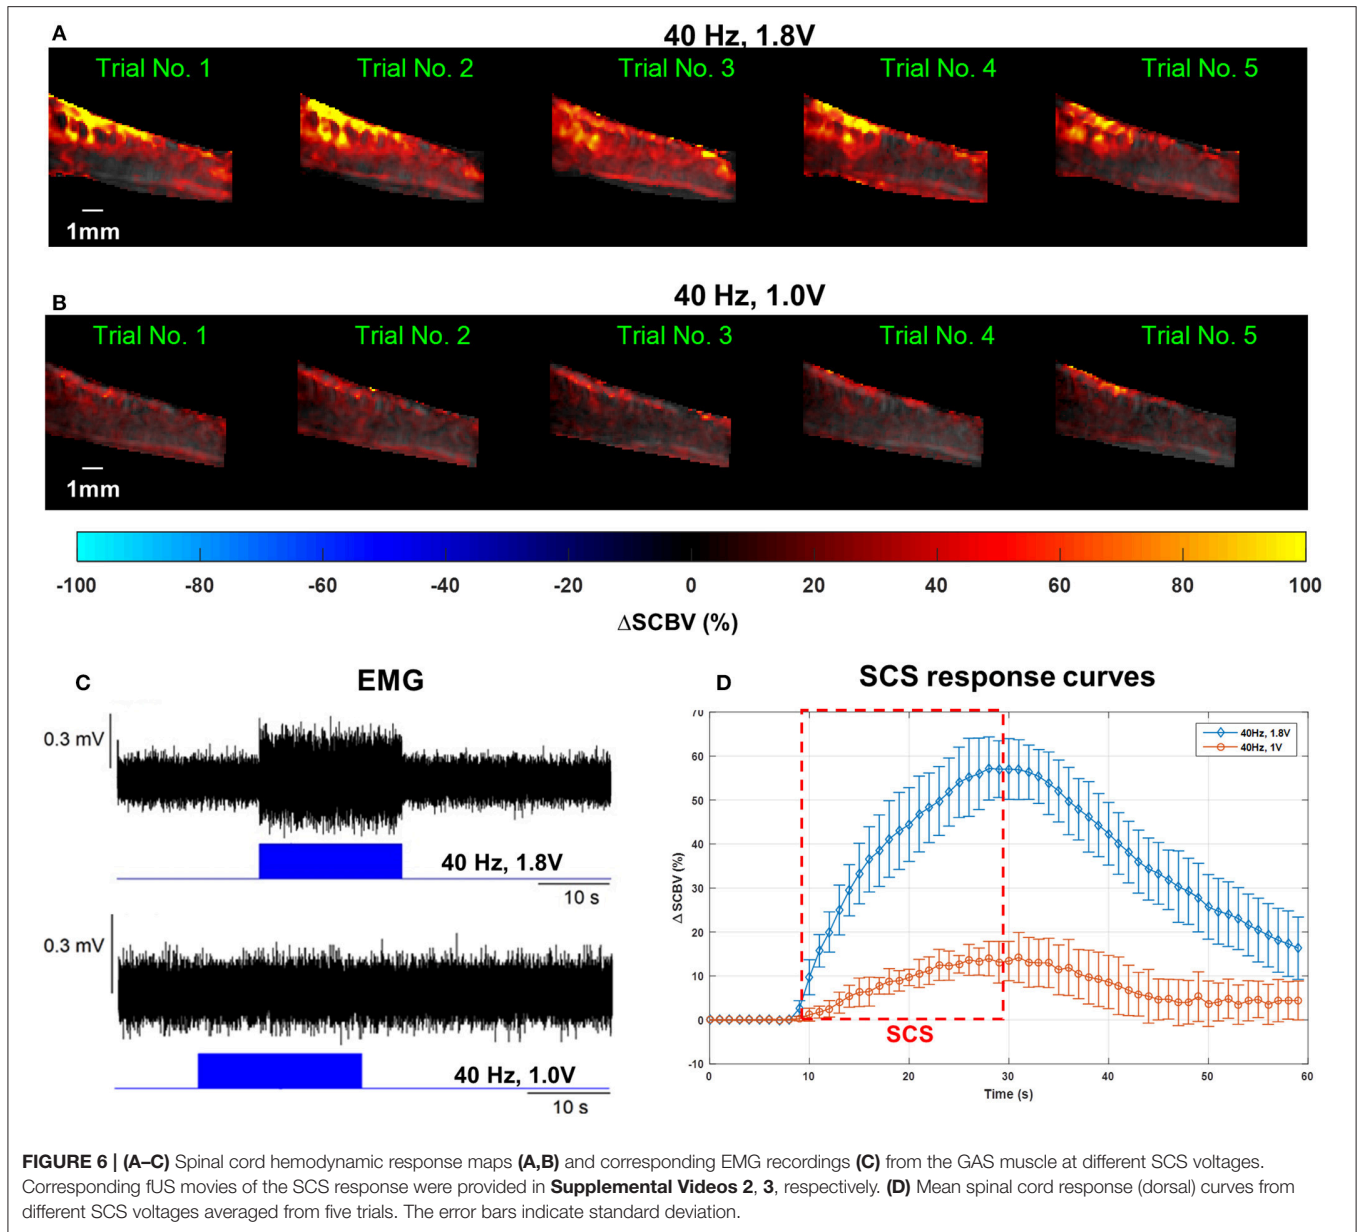 A
40 Hz, 1.8V
Trial No. 1 Trial No. 2 Trial No. 3 Trial No. 4 Trial No. 5
1mm
B
40 Hz, 1.0V
Trial No. 1 Trial No. 2 Trial No. 3 Trial No. 4 Trial No. 5
1mm
-100 -80 -60 -40 -20 0 20 40 60 80 100
ΔSCBV (%)
C
EMG
0.3 mV
40 Hz, 1.8V
10 s
0.3 mV
40 Hz, 1.0V
10 s
D
SCS response curves
70
60
50
40
30
20
10
0
-10
Δ SCBV (%)
40Hz, 1.8V
40Hz, 1V
SCS
0 10 20 30 40 50 60
Time (s)
FIGURE 6 | (A–C) Spinal cord hemodynamic response maps (A,B) and corresponding EMG recordings (C) from the GAS muscle at different SCS voltages.
Corresponding fUS movies of the SCS response were provided in Supplemental Videos 2, 3, respectively. (D) Mean spinal cord response (dorsal) curves from
different SCS voltages averaged from five trials. The error bars indicate standard deviation.